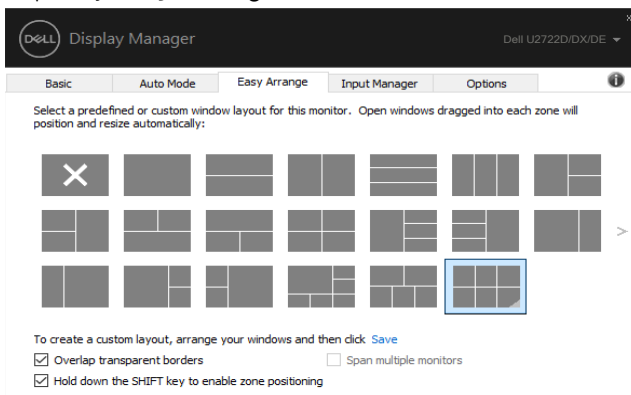 DELL Display Manager
Dell U2722D/DX/DE
Basic Auto Mode Easy Arrange Input Manager Options
Select a predefined or custom window layout for this monitor. Open windows dragged into each zone will
position and resize automatically:
To create a custom layout, arrange your windows and then click Save
Overlap transparent borders
Span multiple monitors
Hold down the SHIFT key to enable zone positioning